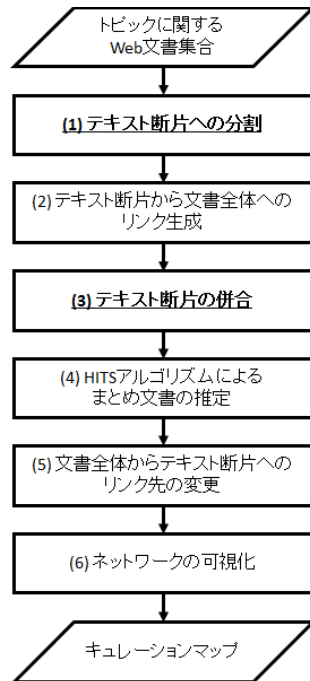 トピックに関する
Web文書集合
(1) テキスト断片への分割
(2) テキスト断片から文書全体への
リンク生成
(3) テキスト断片の併合
(4) HITSアルゴリズムによる
まとめ文書の推定
(5) 文書全体からテキスト断片への
リンク先の変更
(6) ネットワークの可視化
キュレーションマップ